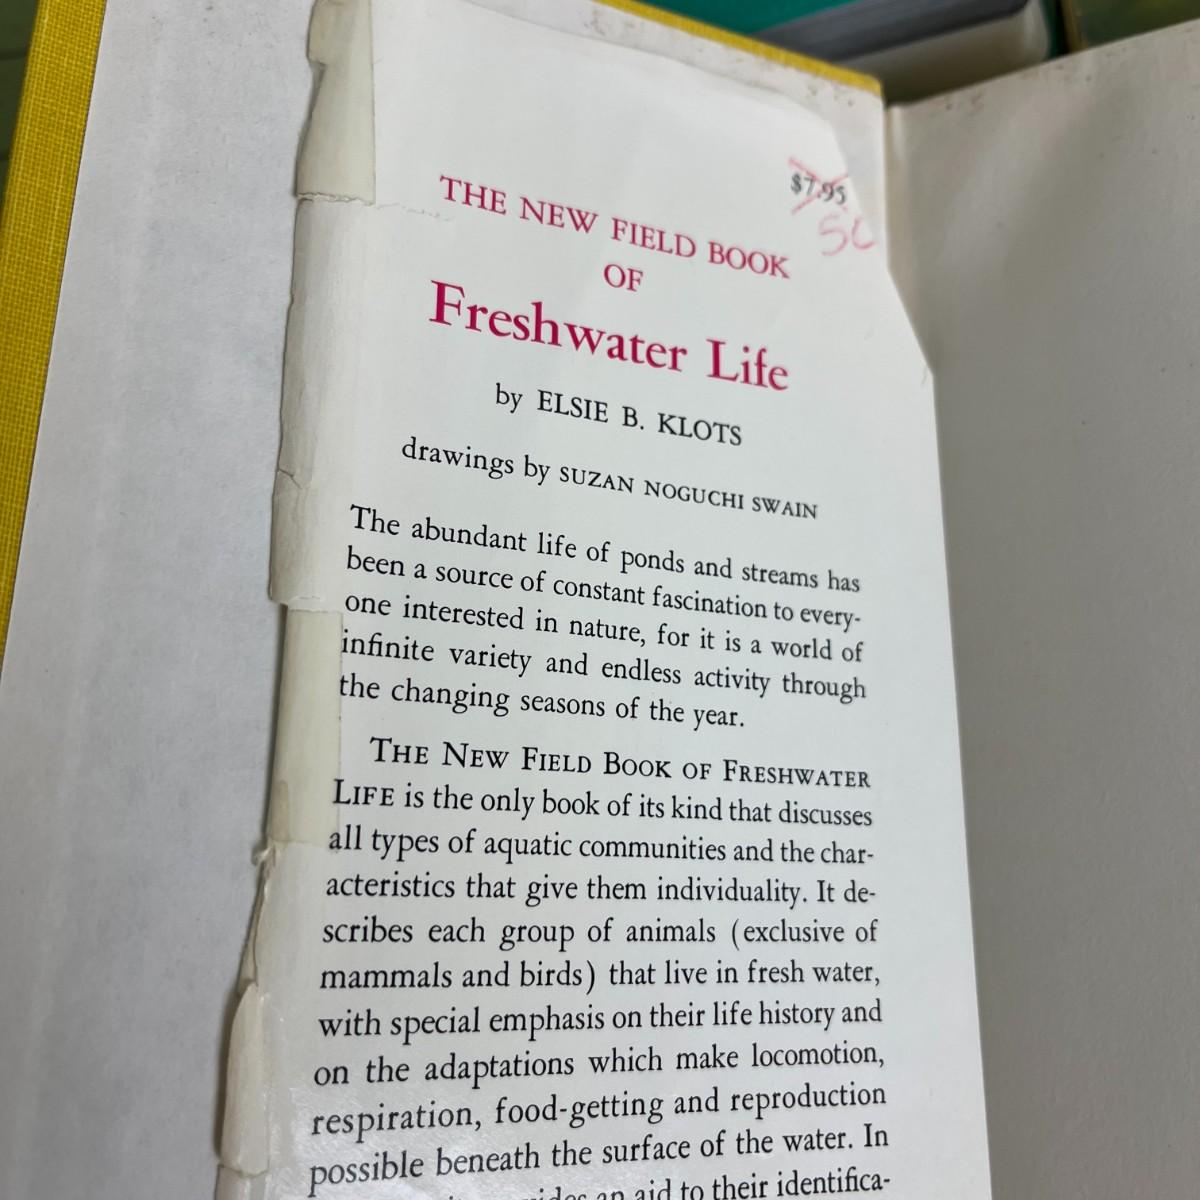 $7.95
THE NEW FIELD BOOK
OF
Freshwater Life
by ELSIE B. KLOTS
drawings by SUZAN NOGUCHI SWAIN
The abundant life of ponds and streams has
been a source of constant fascination to every-
one interested in nature, for it is a world of
infinite variety and endless activity through
the changing seasons of the year.
THE NEW FIELD BOOK OF FRESHWATER
LIFE is the only book of its kind that discusses
all types of aquatic communities and the char-
acteristics that give them individuality. It de-
scribes each group of animals (exclusive of
mammals and birds) that live in fresh water,
with special emphasis on their life history and
on the adaptations which make locomotion,
respiration, food-getting and reproduction
possible beneath the surface of the water. In
an aid to their identifica-